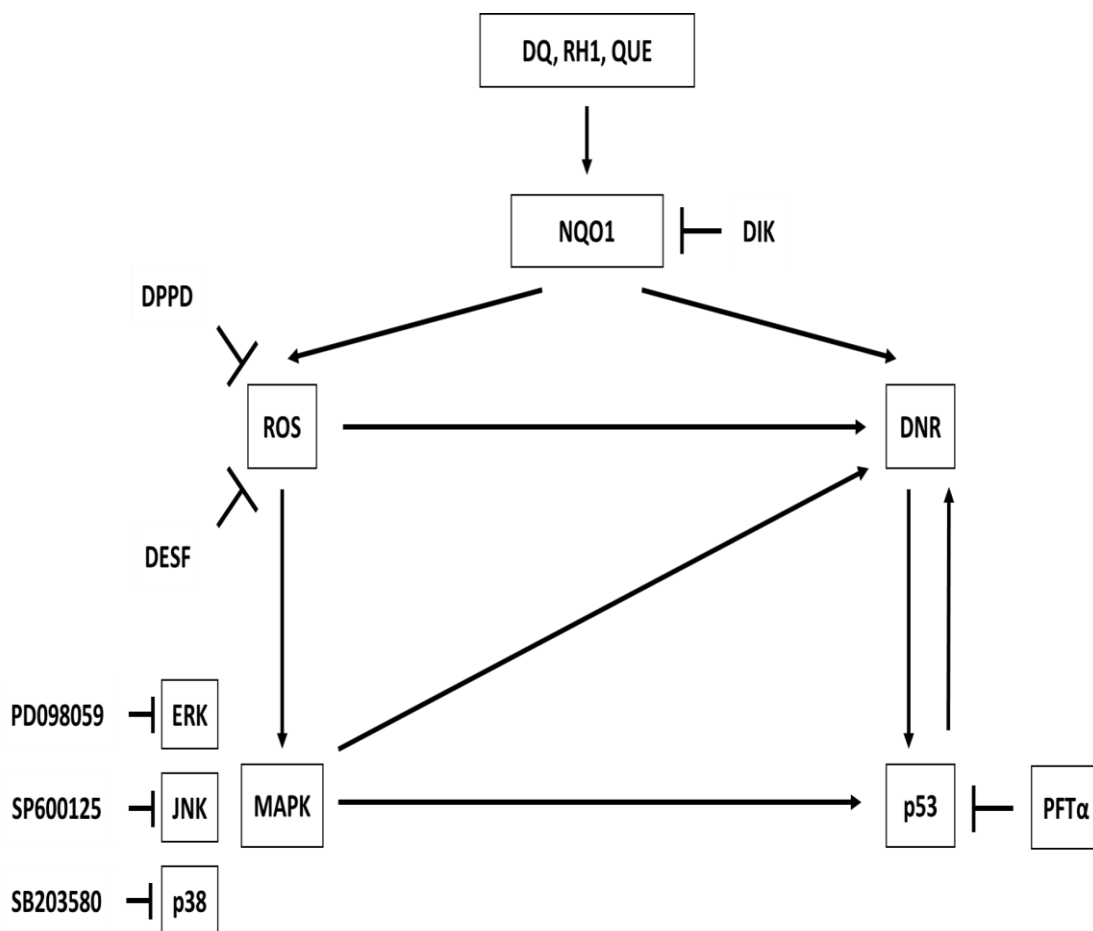 DQ, RH1, QUE
NQO1
DIK
DPPD
ROS
DNR
DESF
PD098059
ERK
SP600125
JNK
MAPK
p53
PFTα
SB203580
p38